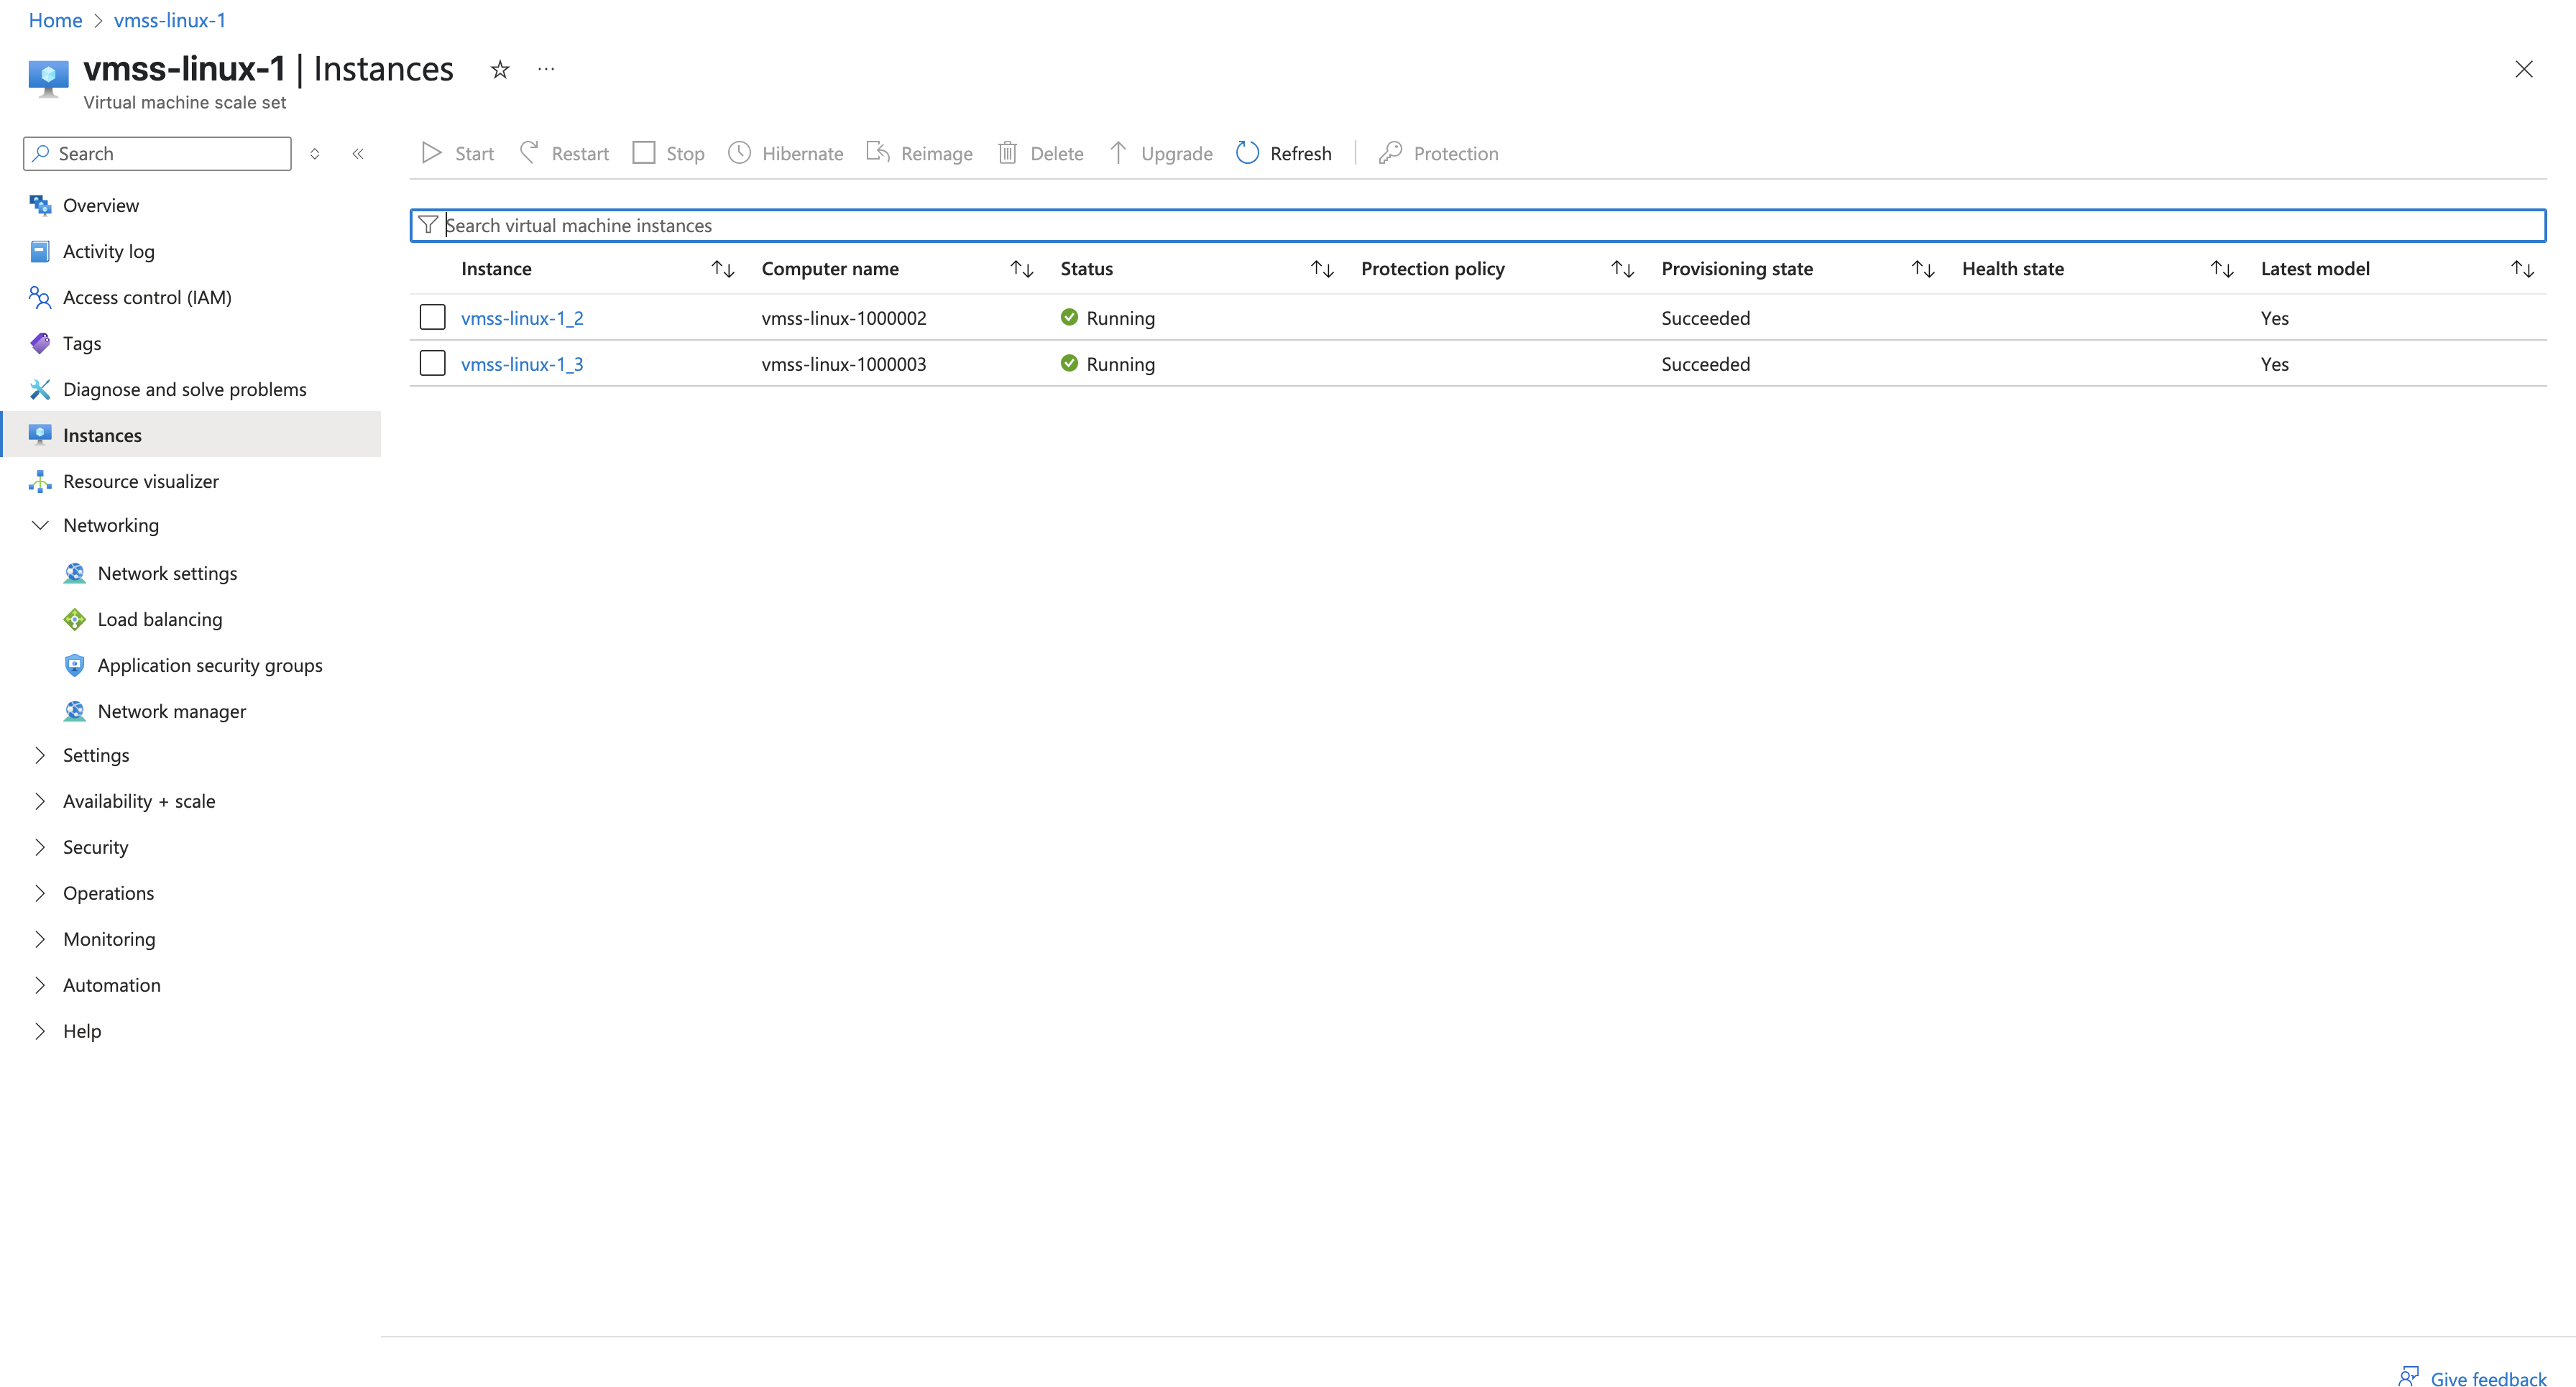 Home > vmss-linux-1
vmss-linux-1 | Instances
Virtual machine scale set
Search
Overview
Activity log
Access control (IAM)
Tags
Diagnose and solve problems
Instances
Resource visualizer
Networking
Network settings
Load balancing
Application security groups
Network manager
Settings
Availability + scale
Security
Operations
Monitoring
Automation
Help
Start Restart Stop Hibernate Reimage Delete Upgrade Refresh Protection
Search virtual machine instances
Instance Computer name Status Protection policy Provisioning state Health state Latest model
vmss-linux-1_2 vmss-linux-1000002 Running Succeeded Yes
vmss-linux-1_3 vmss-linux-1000003 Running Succeeded Yes
Give feedback